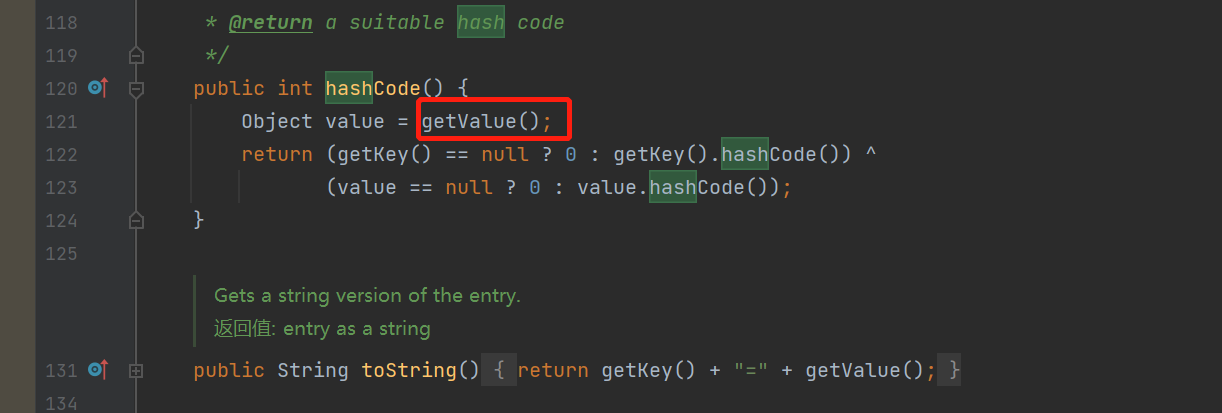 118 * @return a suitable hash code
119 */
120 public int hashCode() {
121 Object value = getValue();
122 return (getKey() == null ? 0 : getKey().hashCode()) ^
123 (value == null ? 0 : value.hashCode());
124 }
125
Gets a string version of the entry.
返回值: entry as a string
131 public String toString() { return getKey() + "=" + getValue(); }
134